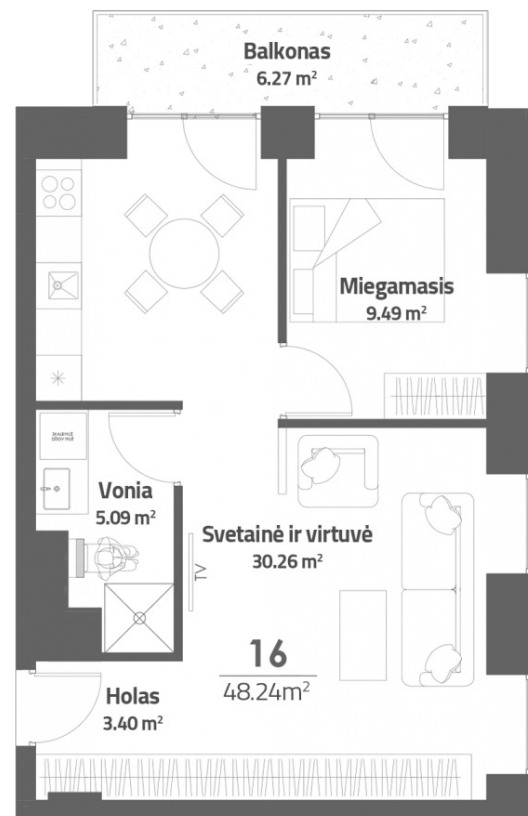 Balkonas
6.27 m²
Miegamasis
9.49 m²
Vonia
5.09 m²
Svetainė ir virtuvė
30.26 m²
TV
16
48.24m²
Holas
3.40 m²